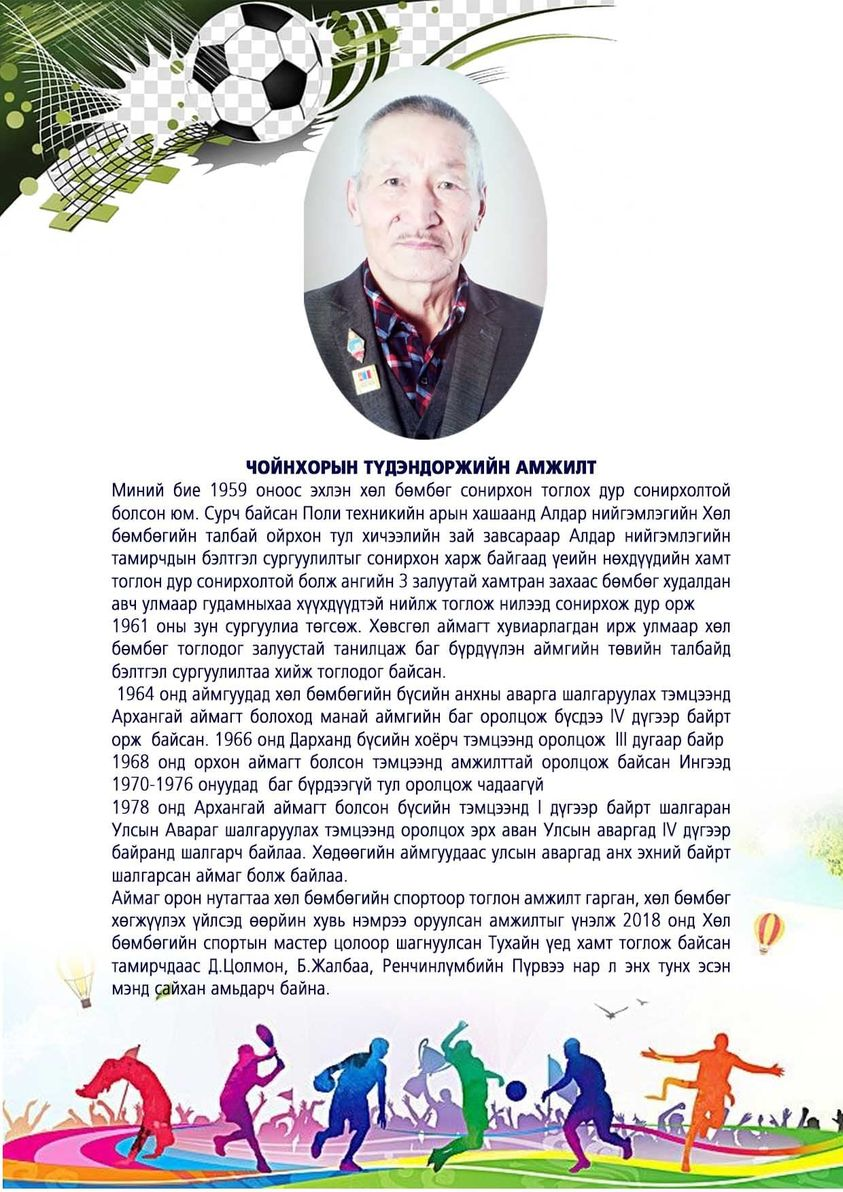 ЧОЙНХОРЫН ТҮДЭНДОРЖИЙН АМЖИЛТ
Миний бие 1959 оноос эхлэн хөл бөмбөг сонирхон тоглох дур сонирхолтой
болсон юм. Сурч байсан Поли техникийн арын хашаанд Алдар нийгэмлэгийн Хөл
бөмбөгийн талбай ойрхон тул хичээлийн зай завсараар Алдар нийгэмлэгийн
тамирчдын бэлтгэл сургуулилтыг сонирхон харж байгаад үеийн нөхдүүдийн хамт
тоглон дур сонирхолтой болж ангийн 3 залуутай хамтран захаас бөмбөг худалдан
авч улмаар гудамныхаа хүүхдүүдтэй нийлж тоглож нилээд сонирхож дур орж
1961 оны зун сургуулиа төгсөж. Хөвсгөл аймагт хувиарлагдан ирж улмаар хөл
бөмбөг тоглодог залуустай танилцаж баг бүрдүүлэн аймгийн төвийн талбайд
бэлтгэл сургуулилтаа хийж тоглодог байсан.
1964 онд аймгуудад хөл бөмбөгийн бүсийн анхны аварга шалгаруулах тэмцээнд
Архангай аймагт болоход манай аймгийн баг оролцож бүсдээ IV дүгээр байрт
орж байсан. 1966 онд Дарханд бүсийн хоёрч тэмцээнд оролцож III дугаар байр
1968 онд орхон аймагт болсон тэмцээнд амжилттай оролцож байсан Ингээд
1970-1976 онуудад баг бүрдээгүй тул оролцож чадаагүй
1978 онд Архангай аймагт болсон бүсийн тэмцээнд I дүгээр байрт шалгаран
Улсын Авараг шалгаруулах тэмцээнд оролцох эрх аван Улсын аваргад IV дүгээр
байранд шалгарч байлаа. Хөдөөгийн аймгуудаас улсын аваргад анх эхний байрт
шалгарсан аймаг болж байлаа.
Аймаг орон нутагтаа хөл бөмбөгийн спортоор тоглон амжилт гарган, хөл бөмбөг
хөгжүүлэх үйлсэд өөрийн хувь нэмрээ оруулсан амжилтыг үнэлж 2018 онд Хөл
бөмбөгийн спортын мастер цолоор шагнуулсан Тухайн үед хамт тоглож байсан
тамирчдаас Д.Цолмон, Б.Жалбаа, Ренчинлүмбийн Пүрвээ нар л энх тунх эсэн
мэнд сайхан амьдарч байна.